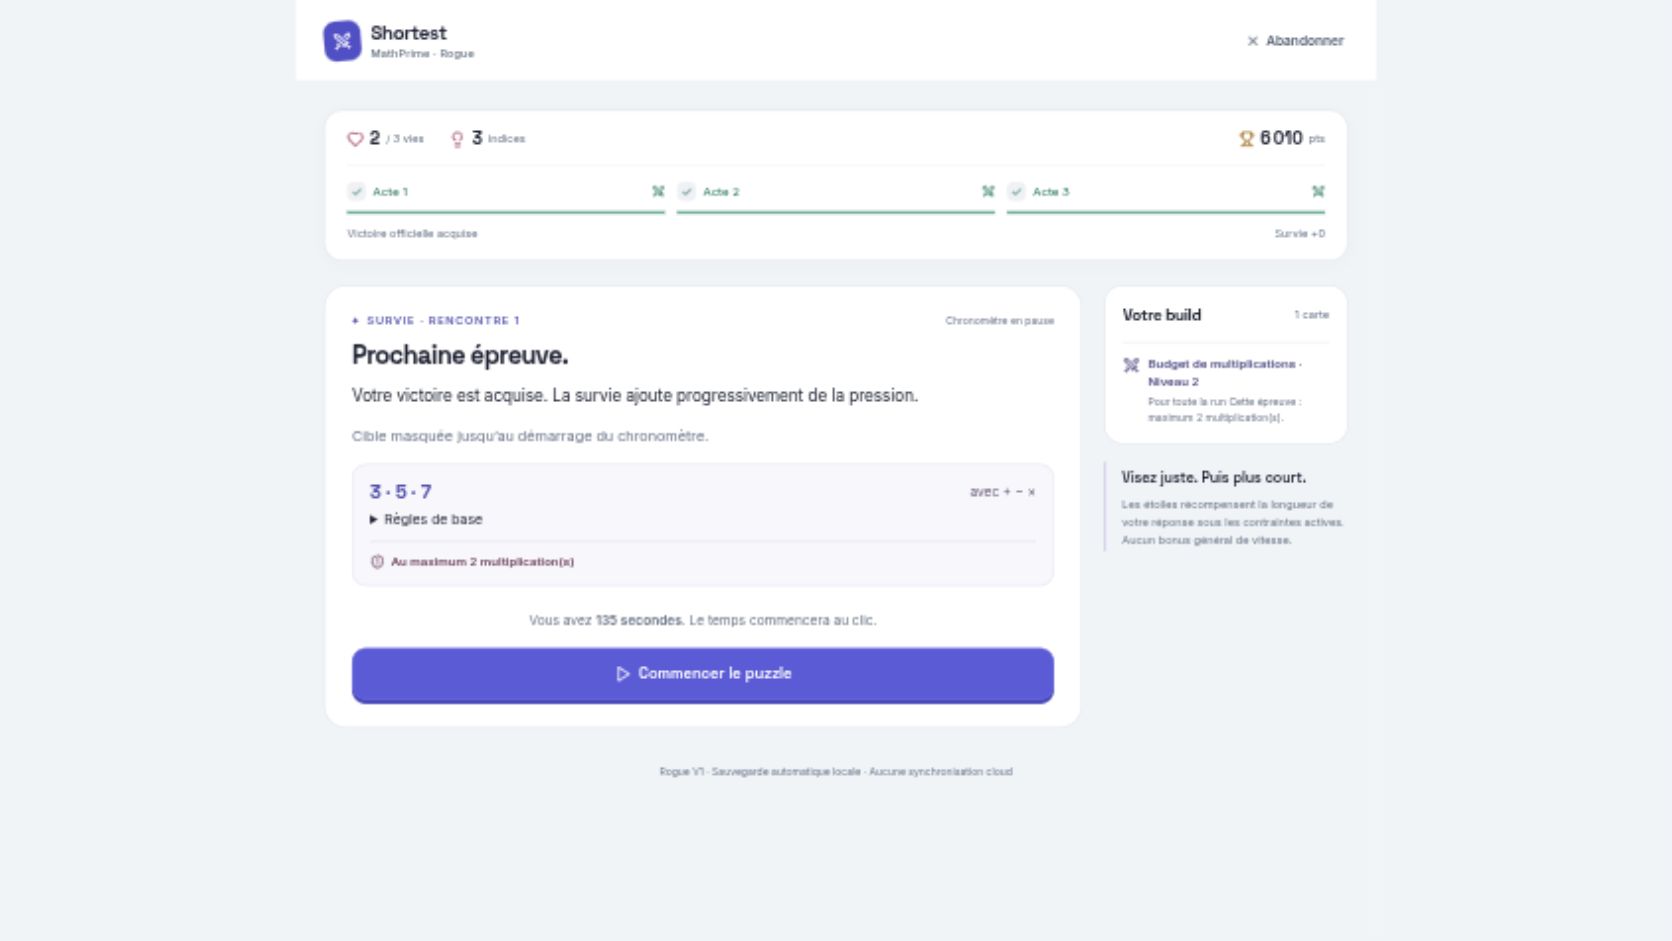 Shortest
MathPrime · Rogue
Abandonner
2 / 3 vies 3 indices 6 010 pts
Acte 1 Acte 2 Acte 3
Victoire officielle acquise Survie +0
SURVIE · RENCONTRE 1 Chronomètre en pause
Prochaine épreuve.
Votre victoire est acquise. La survie ajoute progressivement de la pression.
Cible masquée jusqu'au démarrage du chronomètre.
3 · 5 · 7 avec + − ×
Règles de base
Au maximum 2 multiplication(s)
Vous avez 135 secondes. Le temps commencera au clic.
Commencer le puzzle
Votre build 1 carte
Budget de multiplications ·
Niveau 2
Pour toute la run Cette épreuve :
maximum 2 multiplication(s).
Visez juste. Puis plus court.
Les étoiles récompensent la longueur de
votre réponse sous les contraintes actives.
Aucun bonus général de vitesse.
Rogue V1 · Sauvegarde automatique locale · Aucune synchronisation cloud